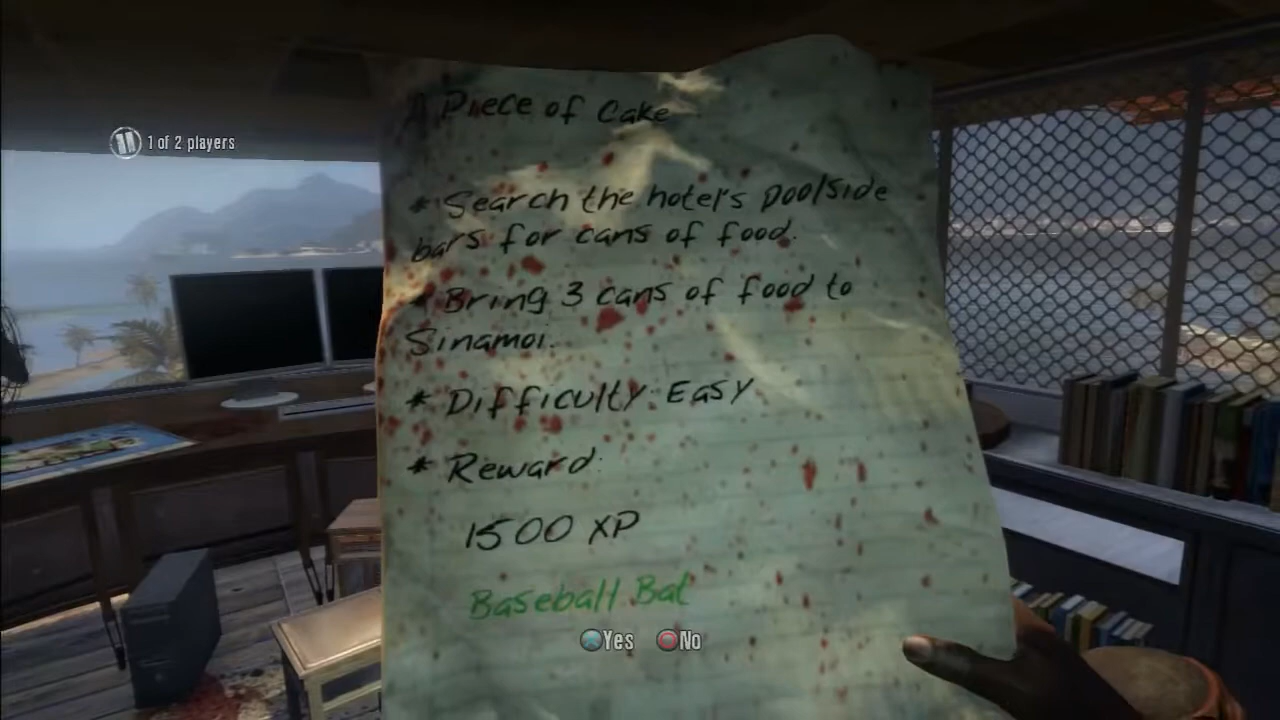 1 of 2 players
A Piece of Cake
* Search the hotel's poolside
bars for cans of food.
* Bring 3 cans of food to
Sinamoi.
* Difficulty: Easy
* Reward:
1500 XP
Baseball Bat
Yes No